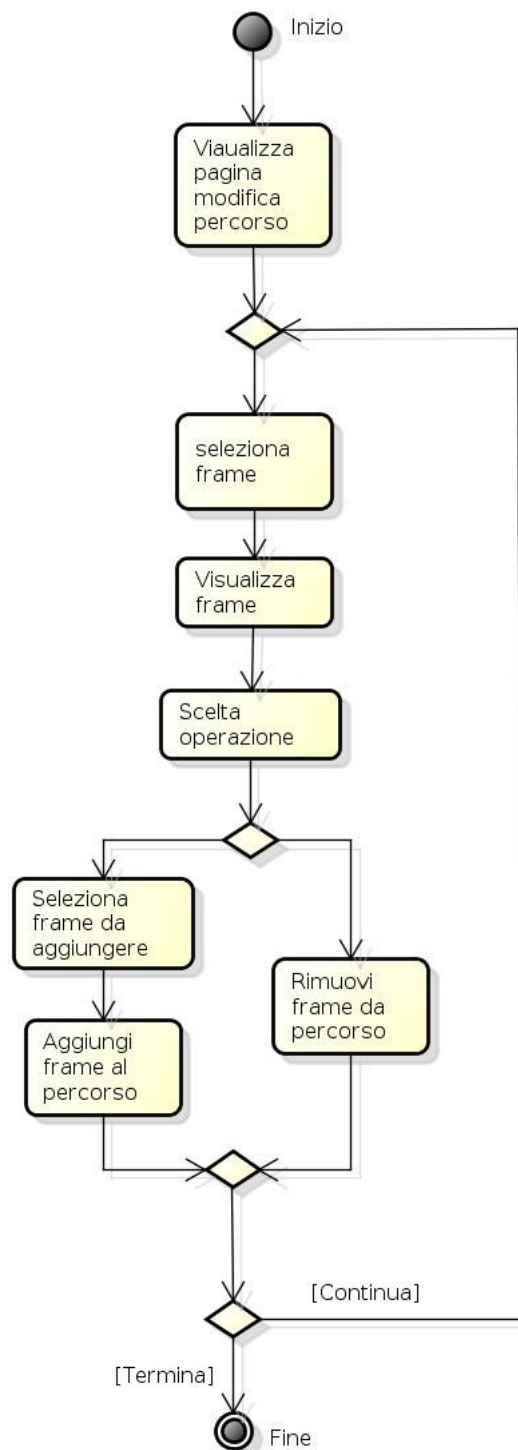 Inizio
Viaualizza
pagina
modifica
percorso
seleziona
frame
Visualizza
frame
Scelta
operazione
Seleziona
frame da
aggiungere
Rimuovi
frame da
percorso
Aggiungi
frame al
percorso
[Continua]
[Termina]
Fine